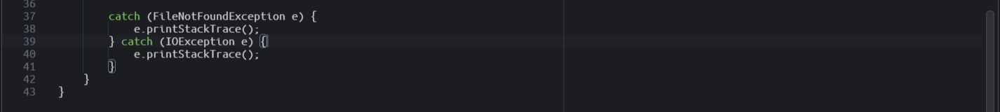 36
37         catch (FileNotFoundException e) {
38             e.printStackTrace();
39         } catch (IOException e) {
40             e.printStackTrace();
41         }
42     }
43 }